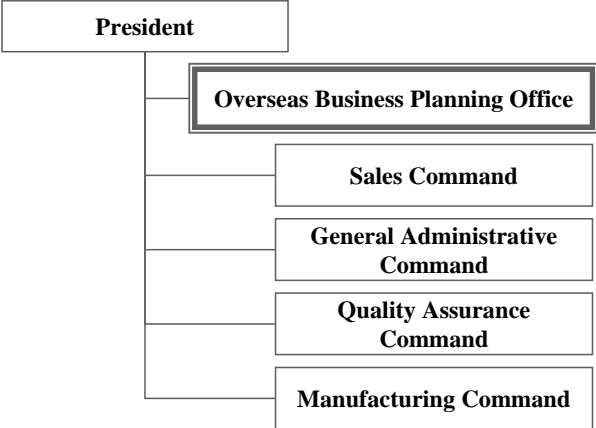 President
Overseas Business Planning Office
Sales Command
General Administrative
Command
Quality Assurance
Command
Manufacturing Command